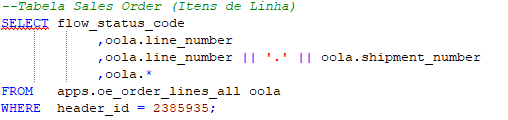 --Tabela Sales Order (Itens de Linha)
SELECT flow_status_code
,oola.line_number
,oola.line_number || '.' || oola.shipment_number
,oola.*
FROM apps.oe_order_lines_all oola
WHERE header_id = 2385935;